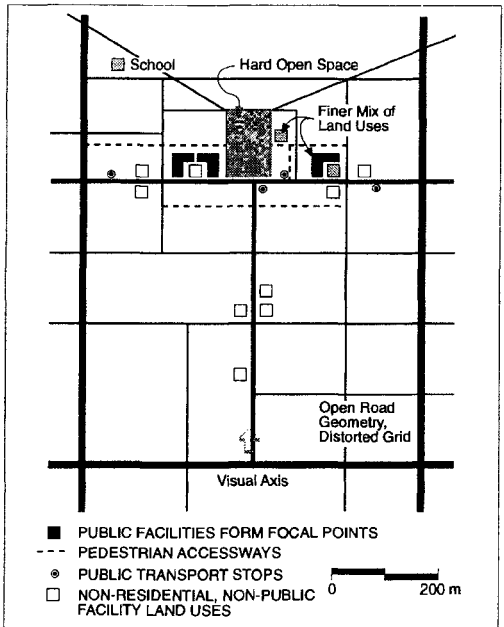 School
Hard Open Space
Finer Mix of
Land Uses
Open Road
Geometry,
Distorted Grid
Visual Axis
PUBLIC FACILITIES FORM FOCAL POINTS
PEDESTRIAN ACCESSWAYS
PUBLIC TRANSPORT STOPS
NON-RESIDENTIAL, NON-PUBLIC
FACILITY LAND USES
0 200 m